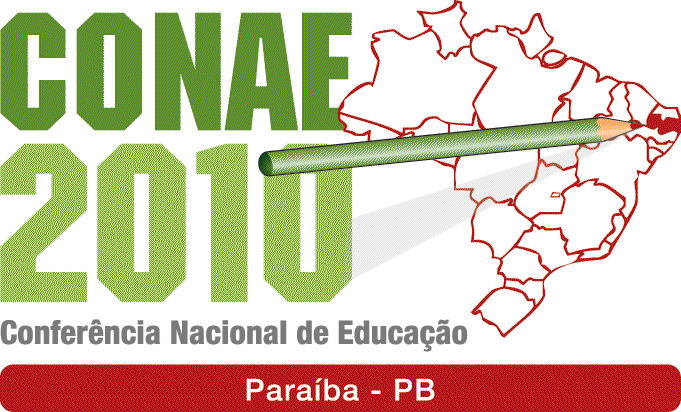 CONAE
2010
Conferência Nacional de Educação
Paraíba - PB